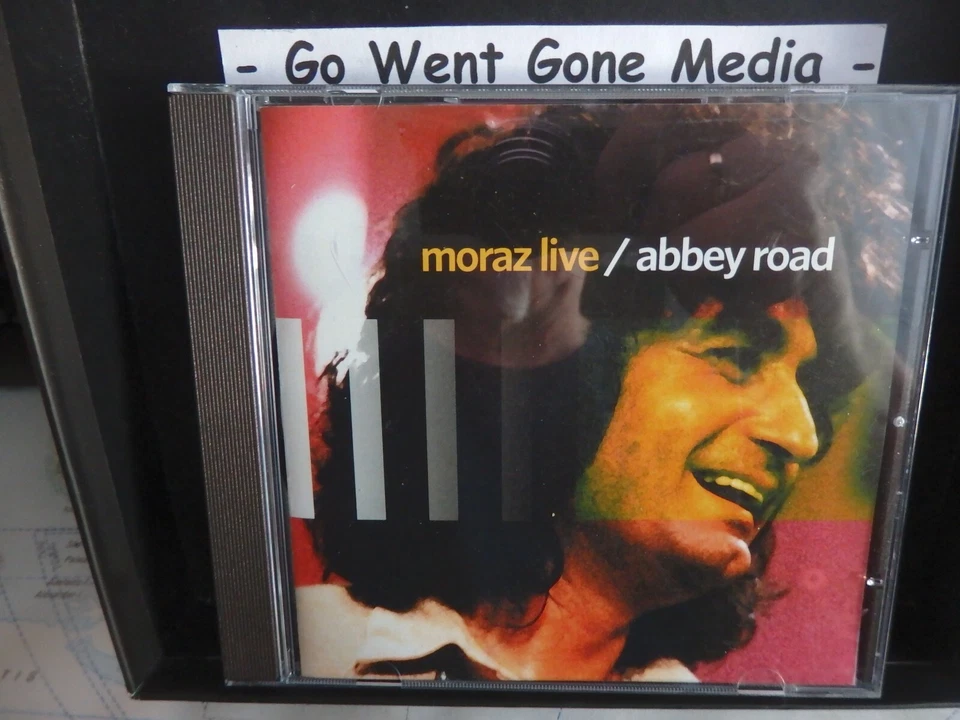 - Go Went Gone Media -
moraz live / abbey road